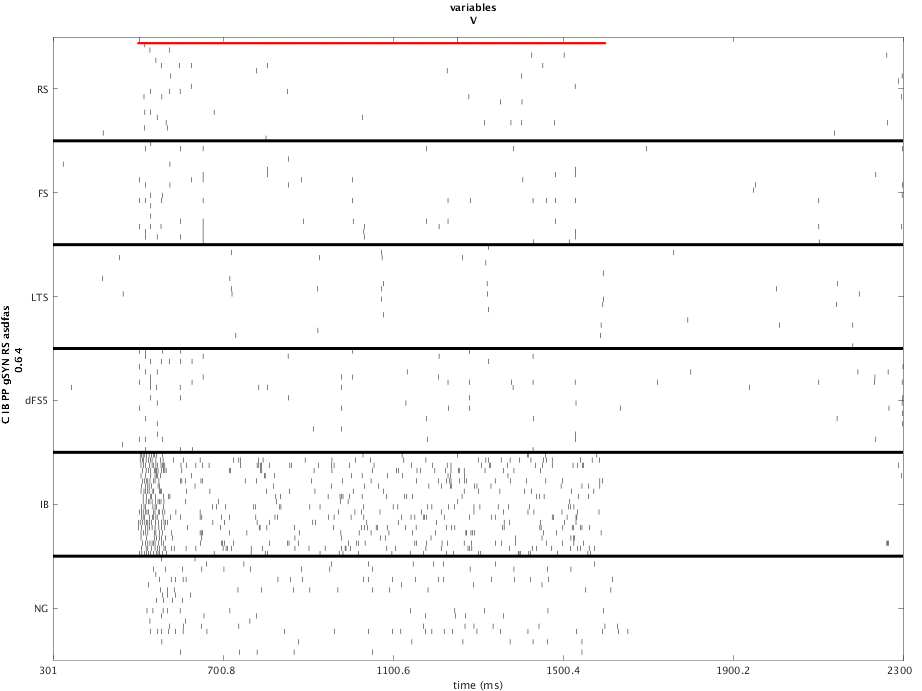 variables
V
RS
FS
LTS
dFS5
IB
NG
C IB PP gSYN RS asdfas
0.6 4
301
700.8
1100.6
1500.4
1900.2
2300
time (ms)